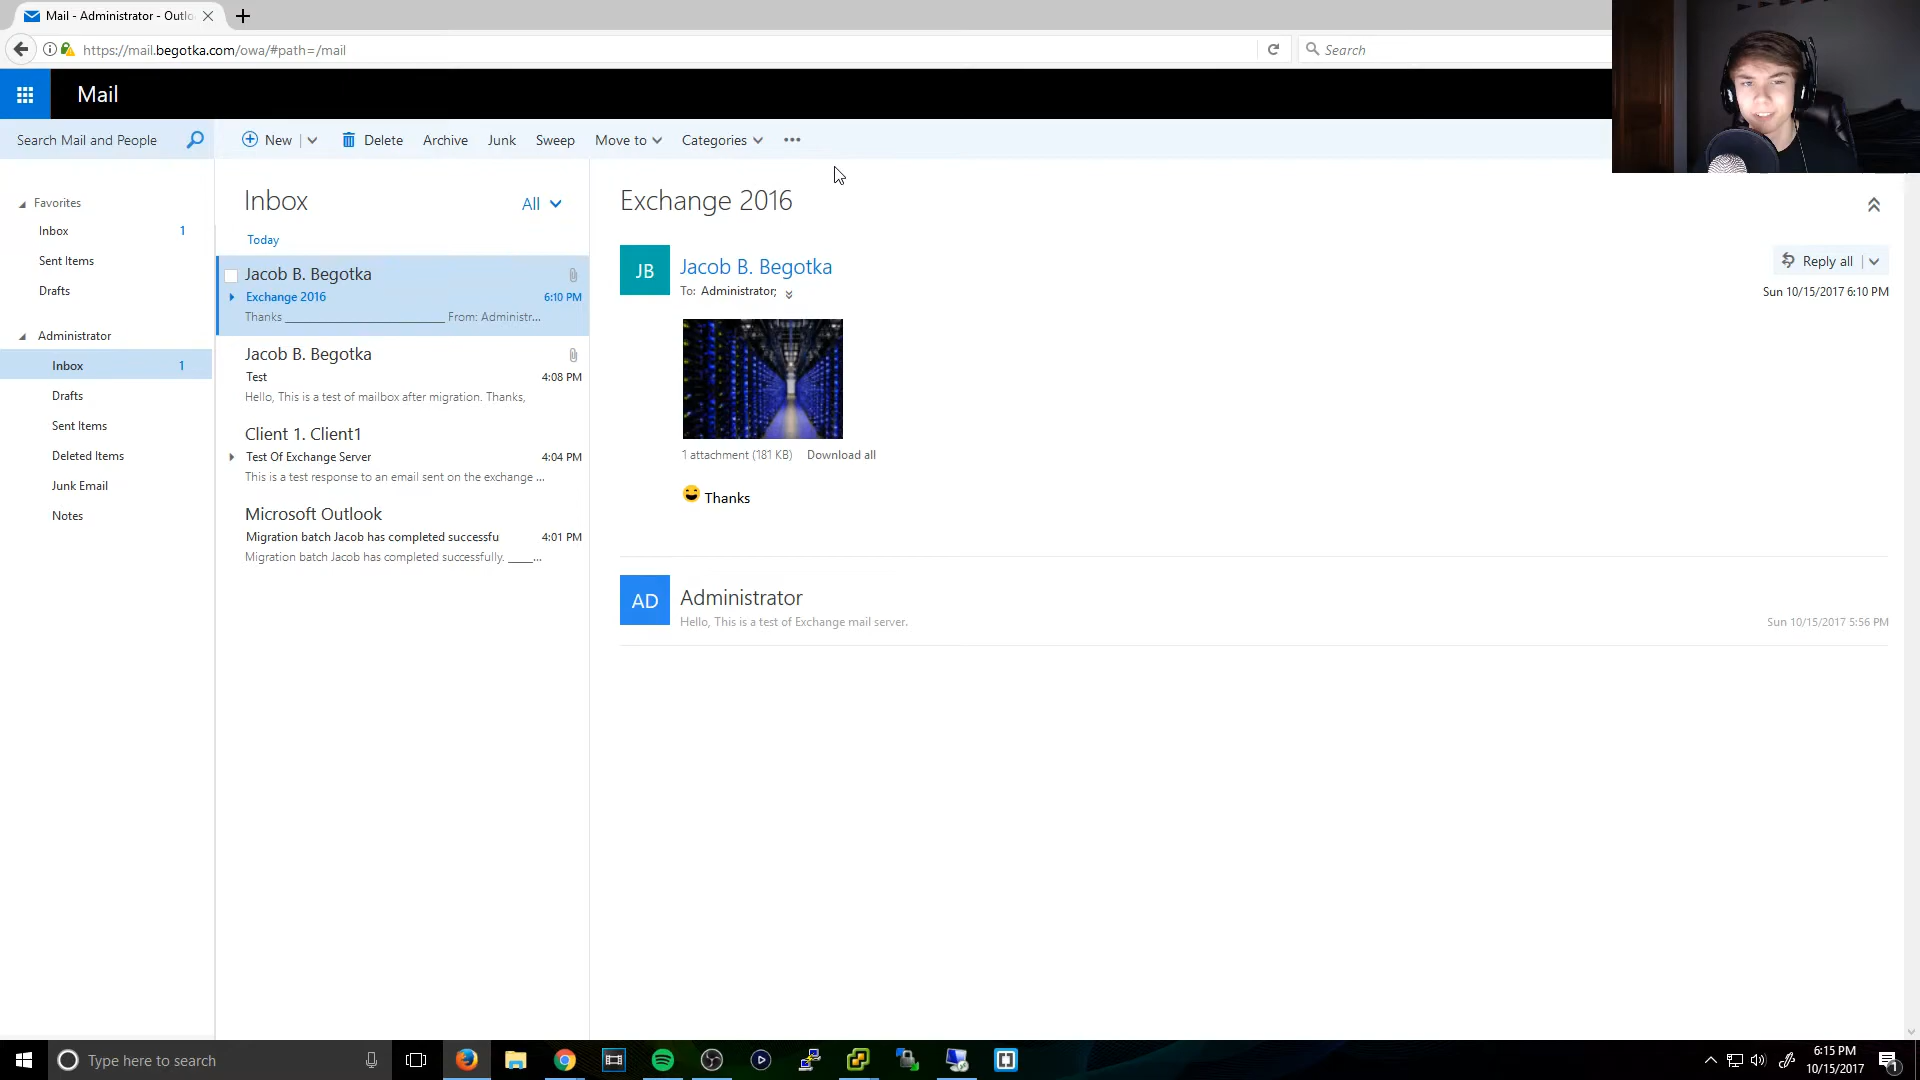 Mail - Administrator - Outlo
https://mail.begotka.com/owa/#path=/mail
Search
Mail
Search Mail and People
New
Delete
Archive
Junk
Sweep
Move to
Categories
Favorites
Inbox 1
Sent Items
Drafts
Administrator
Inbox 1
Drafts
Sent Items
Deleted Items
Junk Email
Notes
Inbox
All
Today
Jacob B. Begotka
Exchange 2016 6:10 PM
Thanks ________________________ From: Administr...
Jacob B. Begotka
Test 4:08 PM
Hello, This is a test of mailbox after migration. Thanks,
Client 1. Client1
Test Of Exchange Server 4:04 PM
This is a test response to an email sent on the exchange ...
Microsoft Outlook
Migration batch Jacob has completed successfu 4:01 PM
Migration batch Jacob has completed successfully. ____...
Exchange 2016
JB
Jacob B. Begotka
To: Administrator;
Reply all
Sun 10/15/2017 6:10 PM
1 attachment (181 KB) Download all
Thanks
AD
Administrator
Hello, This is a test of Exchange mail server.
Sun 10/15/2017 5:56 PM
Type here to search
6:15 PM
10/15/2017
1